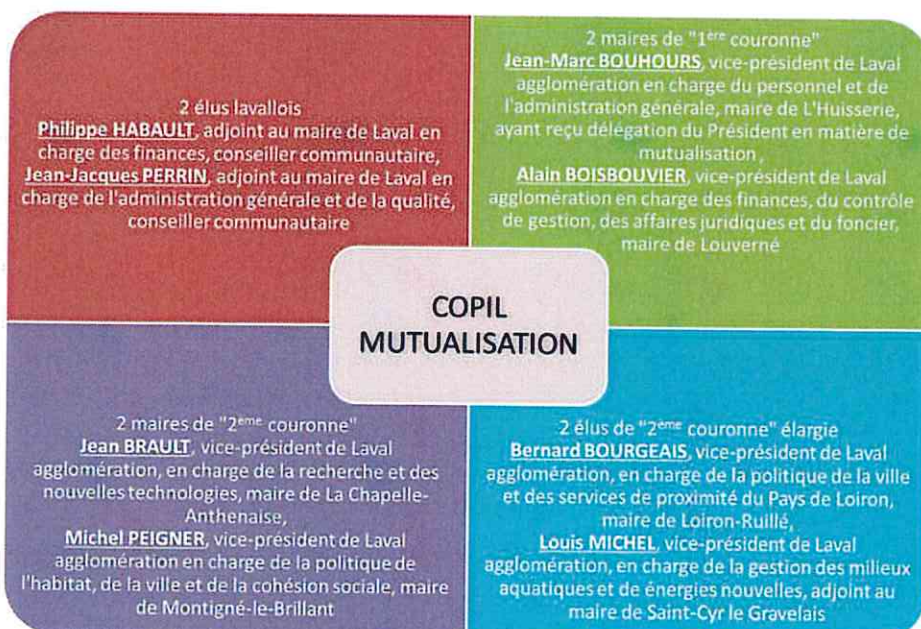 2 élus lavallois
Philippe HABAULT, adjoint au maire de Laval en
charge des finances, conseiller communautaire,
Jean-Jacques PERRIN, adjoint au maire de Laval en
charge de l'administration générale et de la qualité,
conseiller communautaire
2 maires de "1ère couronne"
Jean-Marc BOUHOURS, vice-président de Laval
agglomération en charge du personnel et de
l'administration générale, maire de L'Huisserie,
ayant reçu délégation du Président en matière de
mutualisation,
Alain BOISBOUVIER, vice-président de Laval
agglomération en charge des finances, du contrôle
de gestion, des affaires juridiques et du foncier,
maire de Louverné
COPIL
MUTUALISATION
2 maires de "2eme couronne"
Jean BRAULT, vice-président de Laval
agglomération, en charge de la recherche et des
nouvelles technologies, maire de La Chapelle-
Anthenaise,
Michel PEIGNER, vice-président de Laval
agglomération en charge de la politique de
l'habitat, de la ville et de la cohésion sociale, maire
de Montigné-le-Brillant
2 élus de "2ème couronne" élargie
Bernard BOURGEAIS, vice-président de Laval
agglomération, en charge de la politique de la ville
et des services de proximité du Pays de Loiron,
maire de Loiron-Ruillé,
Louis MICHEL, vice-président de Laval
agglomération, en charge de la gestion des milieux
aquatiques et de énergies nouvelles, adjoint au
maire de Saint-Cyr le Gravelais